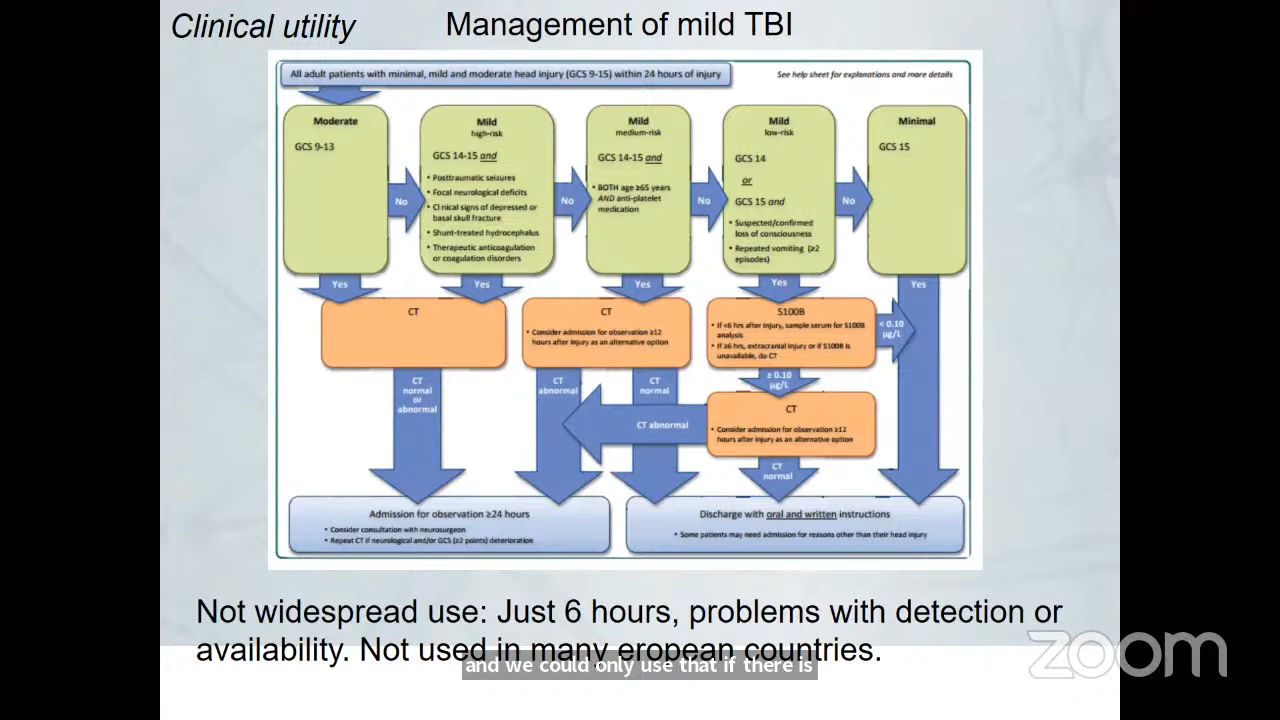 Clinical utility
Management of mild TBI
All adult patients with minimal, mild and moderate head injury (GCS 9-15) within 24 hours of injury
See help sheet for explanations and more details
Moderate
GCS 9-13
Mild
high-risk
GCS 14-15 and
• Posttraumatic seizures
• Focal neurological deficits
• Clinical signs of depressed or
basal skull fracture
• Shunt-treated hydrocephalus
• Therapeutic anticoagulation
or coagulation disorders
Mild
medium-risk
GCS 14-15 and
• BOTH age ≥65 years
AND anti-platelet
medication
Mild
low-risk
GCS 14
or
GCS 15 and
• Suspected/confirmed
loss of consciousness
• Repeated vomiting (≥2
episodes)
Minimal
GCS 15
No
No
No
No
Yes
Yes
Yes
Yes
Yes
CT
CT
• Consider admission for observation ≥12
hours after injury as an alternative option
S100B
• If <6 hrs after injury, sample serum for S100B
analysis
• If ≥6 hrs, extracranial injury or if S100B is
unavailable, do CT
< 0.10
µg/L
≥ 0.10
µg/L
CT
normal
or
abnormal
CT
abnormal
CT
normal
CT abnormal
CT
• Consider admission for observation ≥12
hours after injury as an alternative option
CT
normal
Admission for observation ≥24 hours
• Consider consultation with neurosurgeon
• Repeat CT if neurological and/or GCS (≥2 points) deterioration
Discharge with oral and written instructions
• Some patients may need admission for reasons other than their head injury
Not widespread use: Just 6 hours, problems with detection or
availability. Not used in many eropean countries.
and we could only use that if there is
zoom